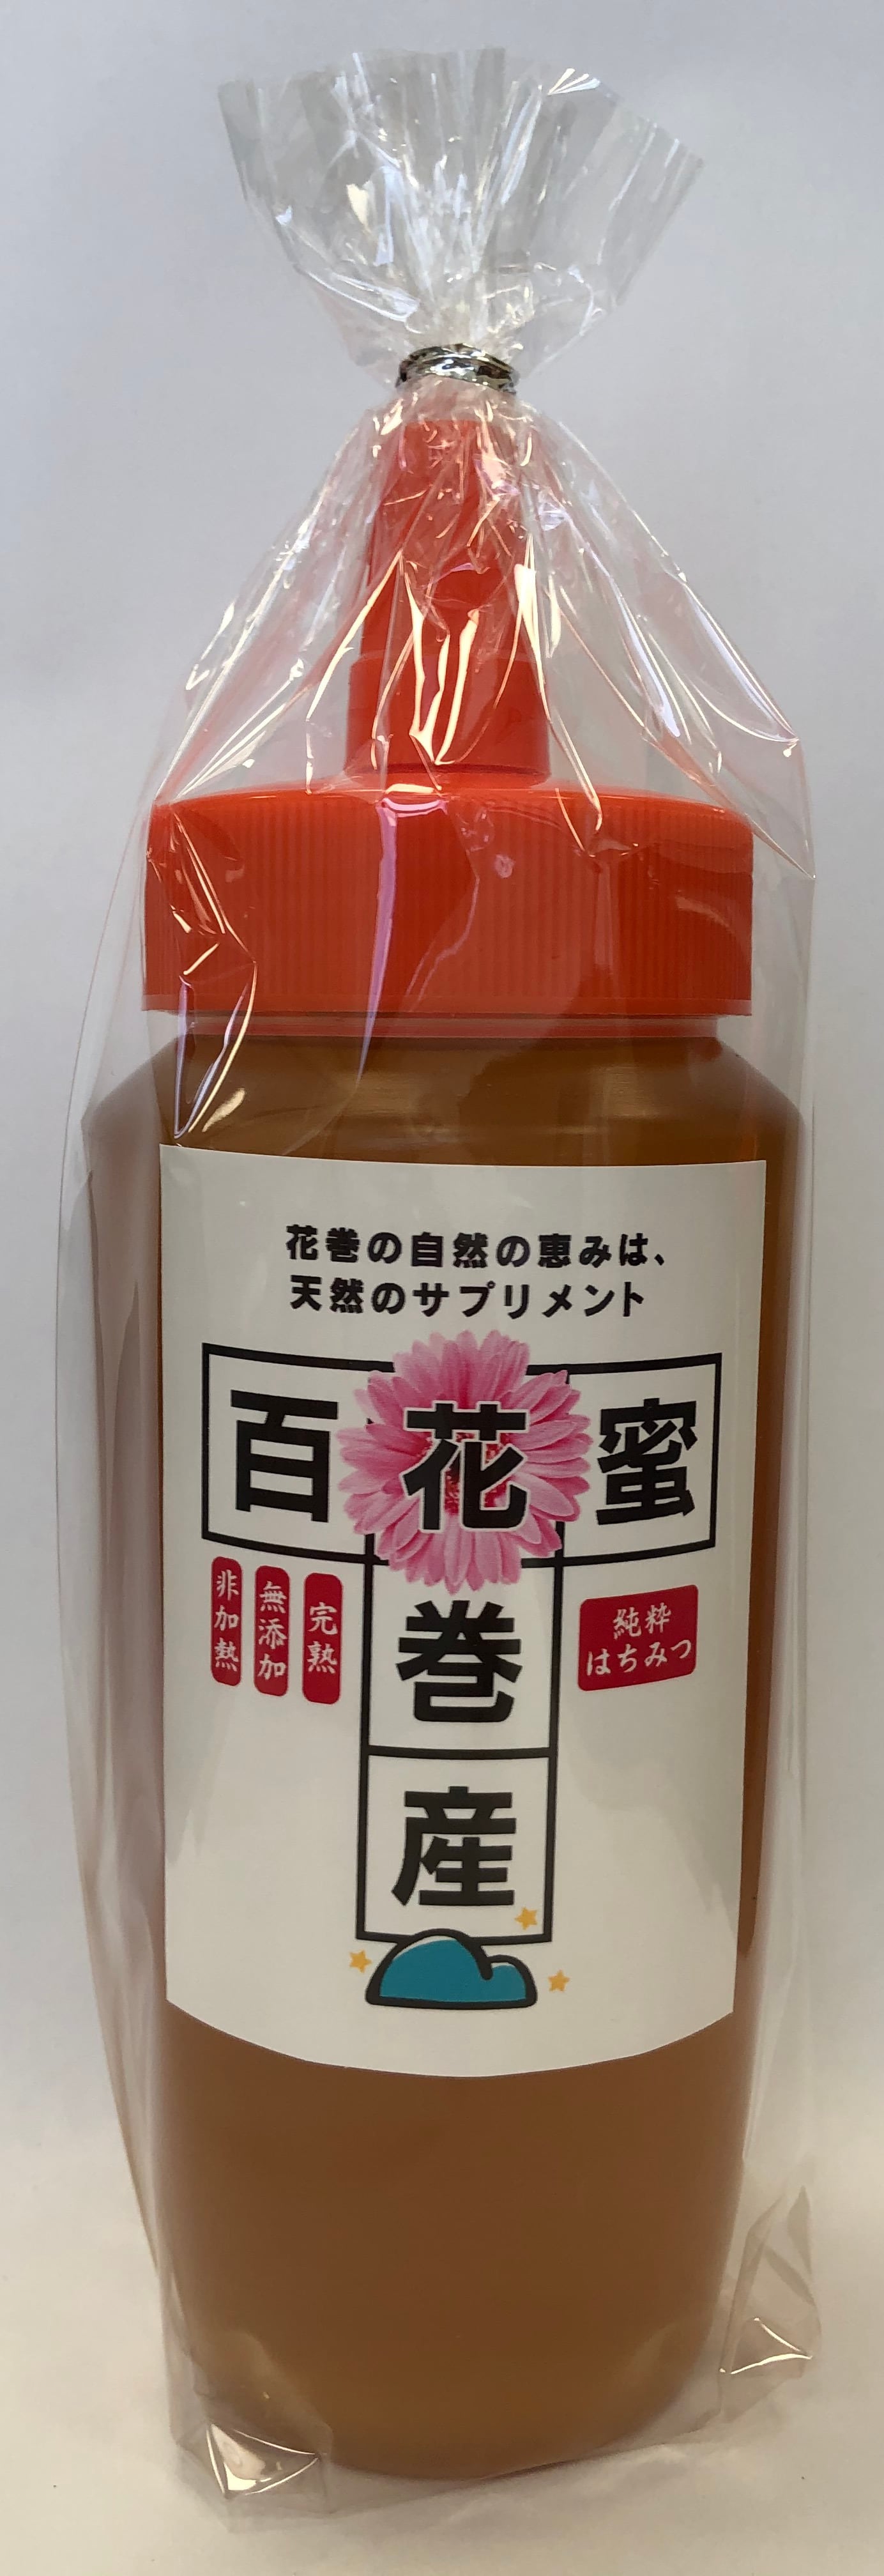 花巻の自然の恵みは、
天然のサプリメント
百花蜜
巻
産
完熟
無添加
非加熱
純粋
はちみつ